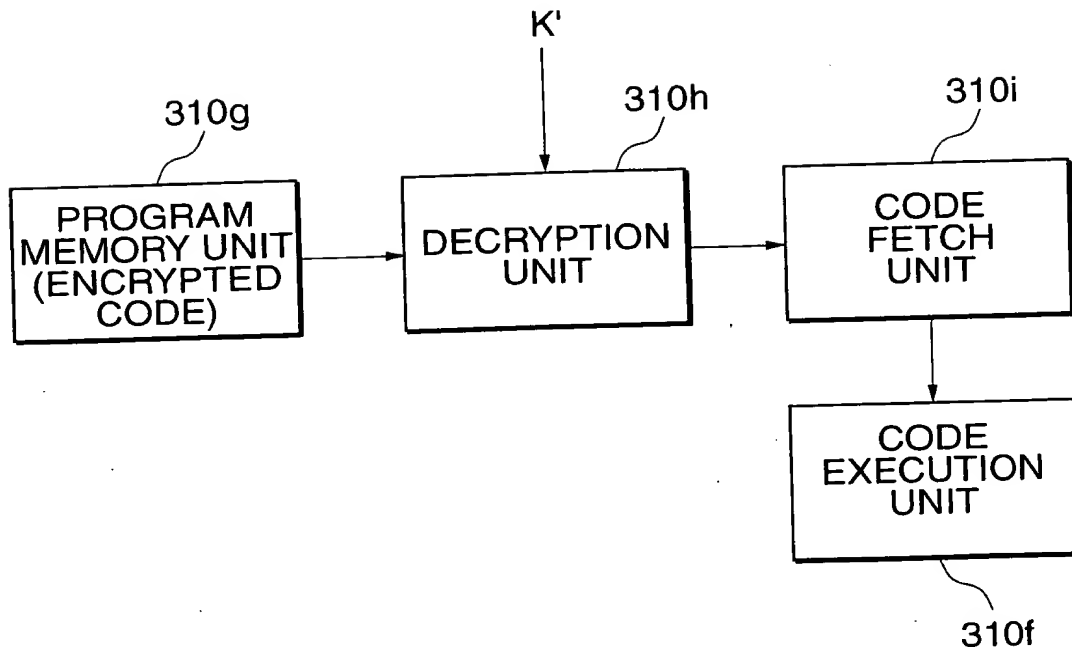 K'
310g
310h
310i
PROGRAM
MEMORY UNIT
(ENCRYPTED
CODE)
DECRYPTION
UNIT
CODE
FETCH
UNIT
CODE
EXECUTION
UNIT
310f